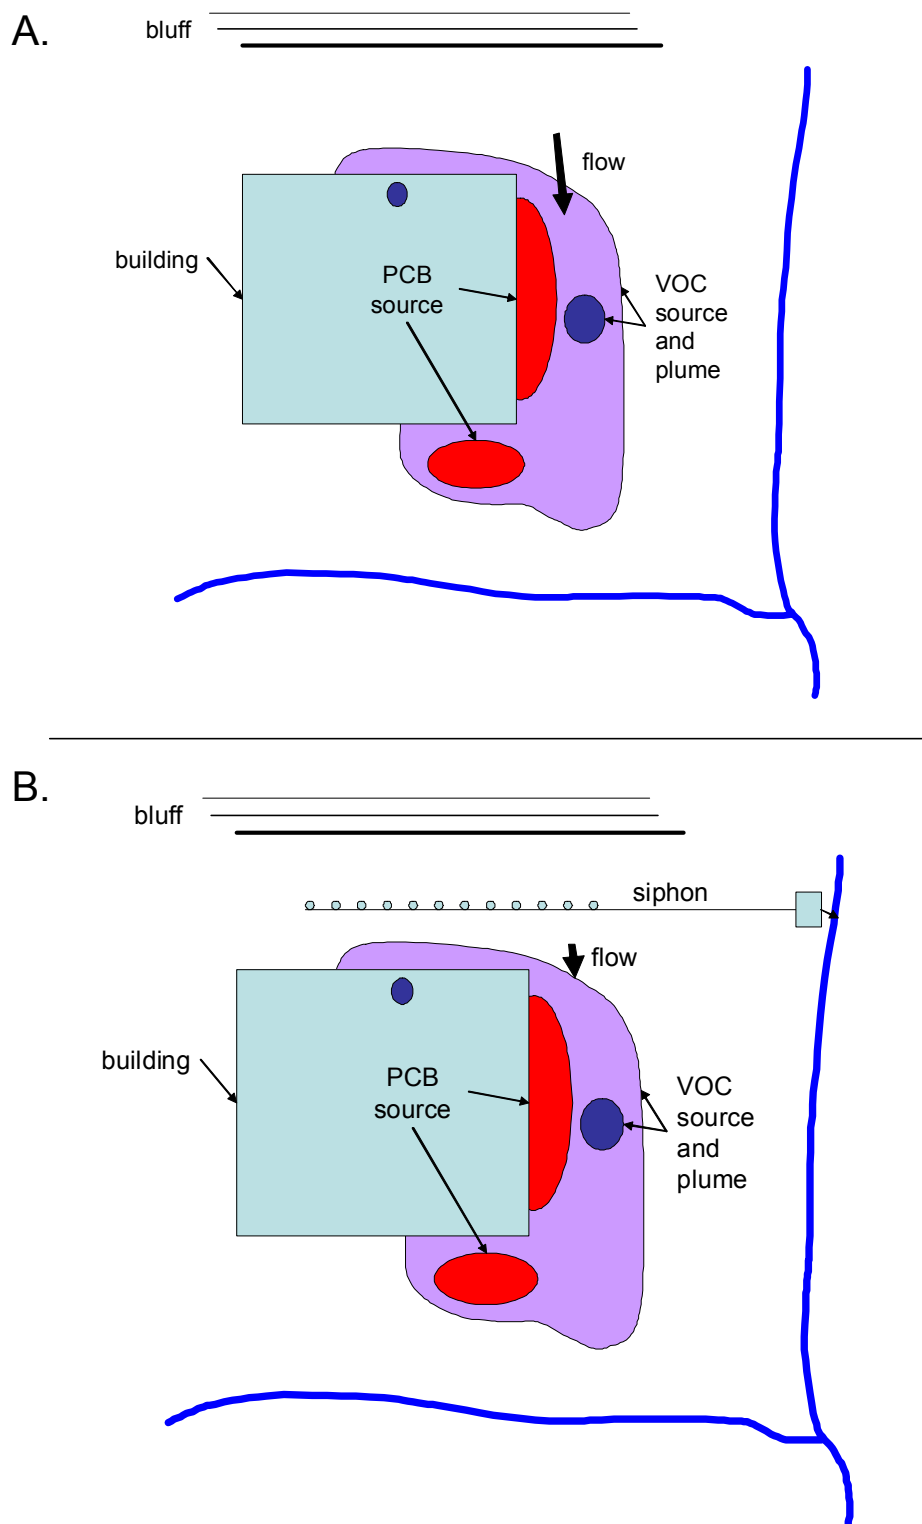 A.
bluff
flow
building
PCB
source
VOC
source
and
plume
B.
bluff
siphon
flow
building
PCB
source
VOC
source
and
plume